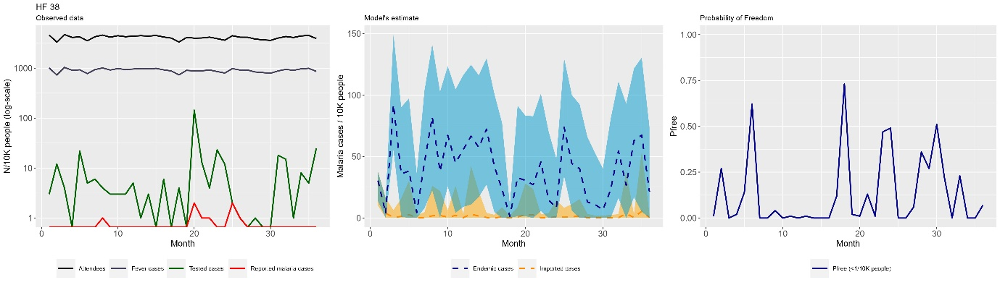 HF 38
Observed data
N/10K people (log-scale)
1000
100
10
1
0
10
20
30
Month
Attendees
Fever cases
Tested cases
Reported malaria cases
Model's estimate
Malaria cases / 10K people
150
100
50
0
0
10
20
30
Month
Endemic cases
Imported cases
Probability of Freedom
Pfree
1.00
0.75
0.50
0.25
0.00
0
10
20
30
Month
Pfree (<1/10K people)